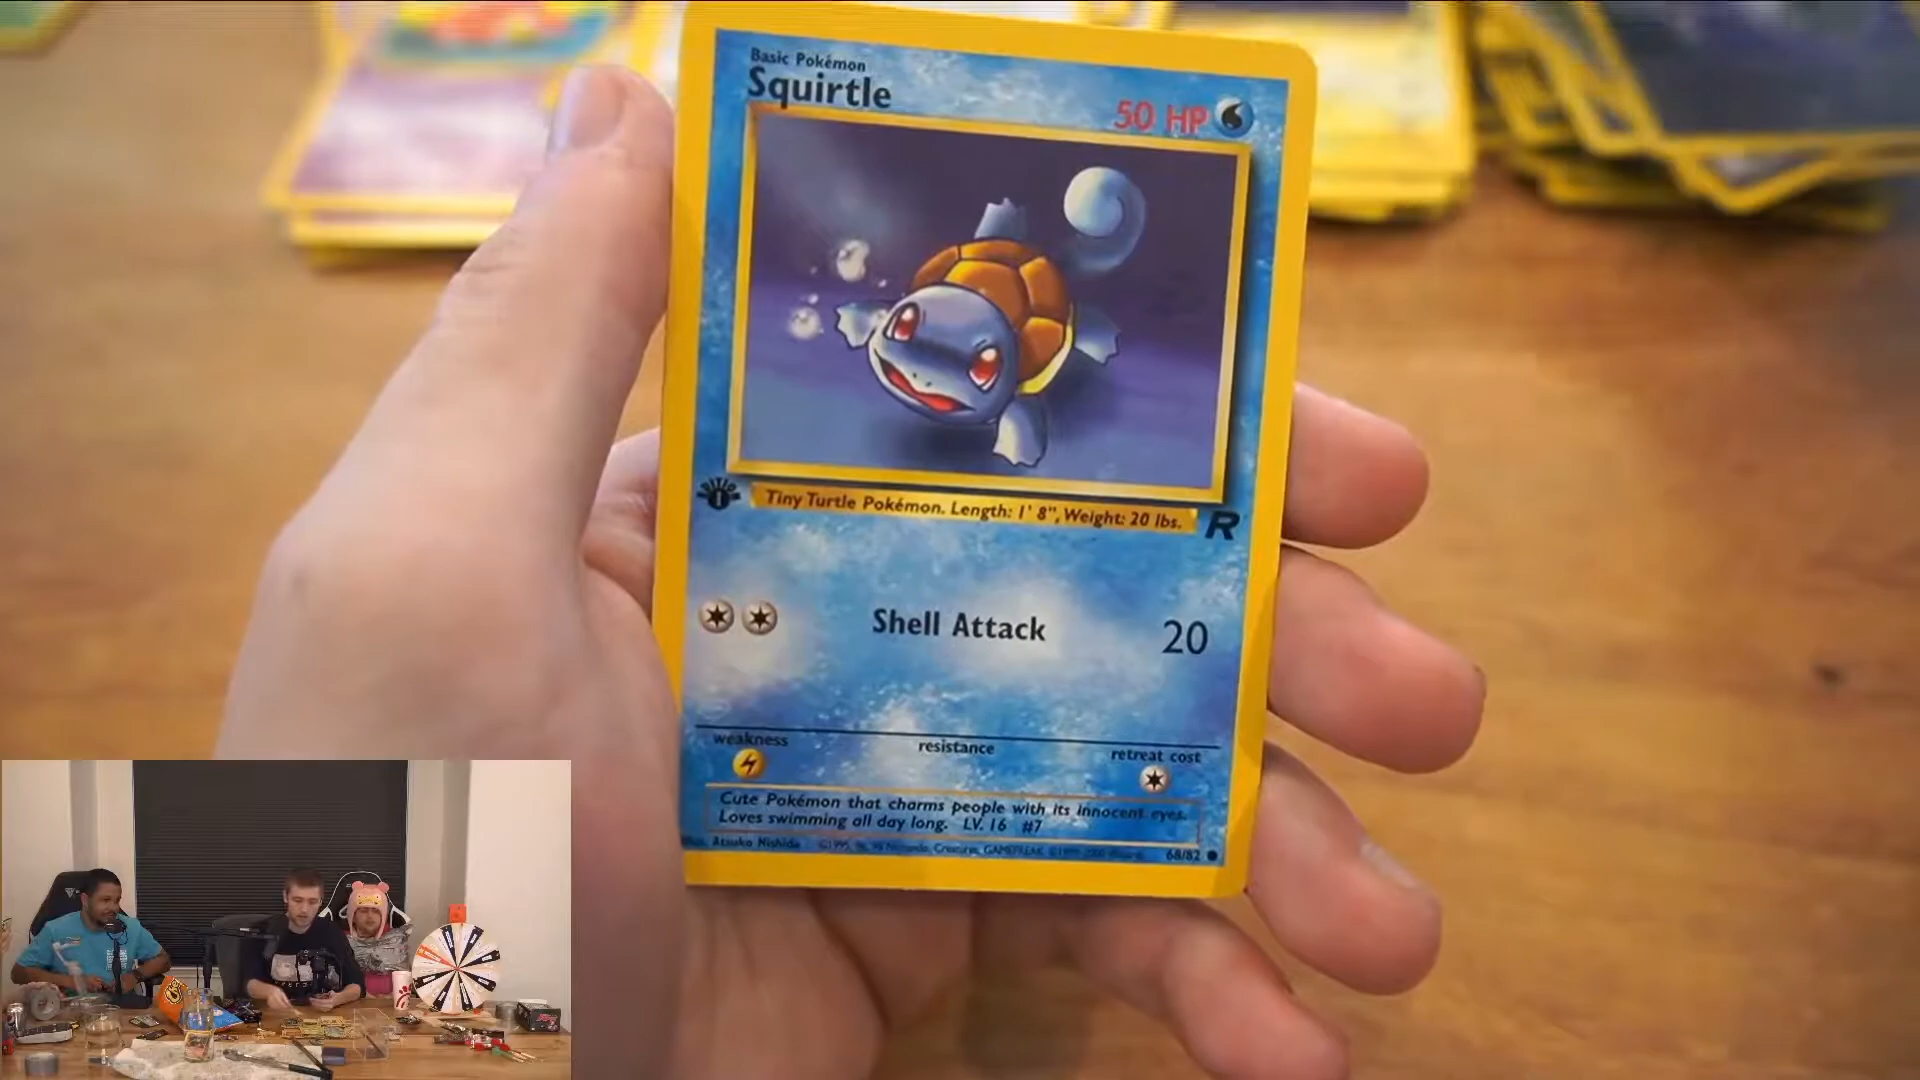 Basic Pokémon
Squirtle
50 HP
EDITION
1
Tiny Turtle Pokémon. Length: 1' 8", Weight: 20 lbs.
R
Shell Attack
20
weakness
resistance
retreat cost
Cute Pokémon that charms people with its innocent eyes.
Loves swimming all day long. LV. 16 #7
Atsuko Nishida
68/82